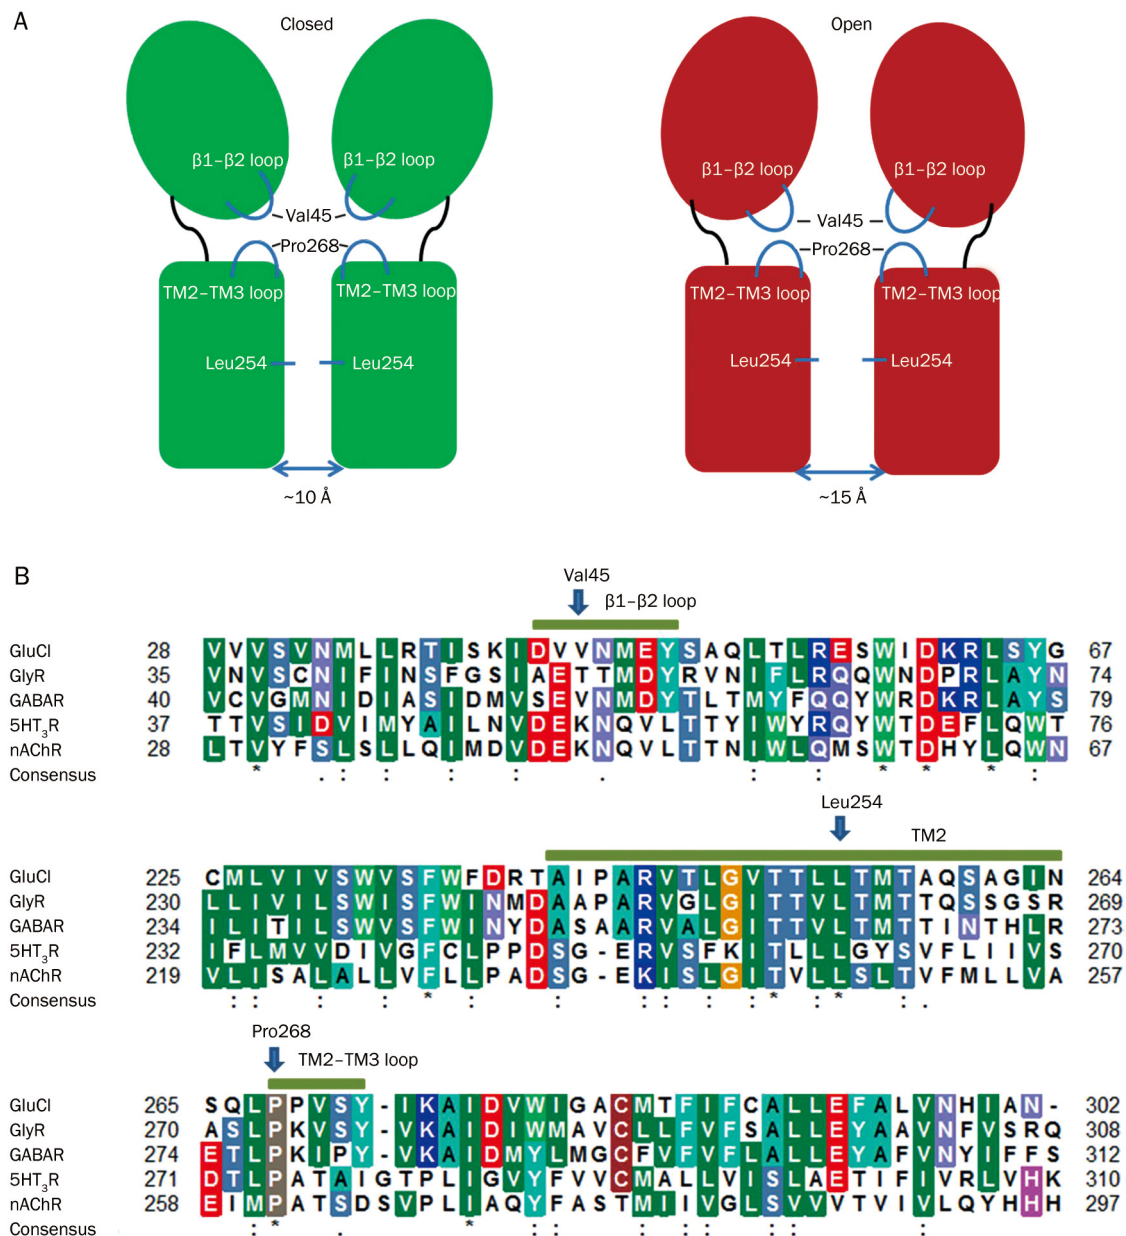 A
Closed
Open
β1–β2 loop
β1–β2 loop
β1–β2 loop
β1–β2 loop
Val45
Val45
Pro268
Pro268
TM2–TM3 loop
TM2–TM3 loop
TM2–TM3 loop
TM2–TM3 loop
Leu254
Leu254
Leu254
Leu254
~10 Å
~15 Å
B
Val45
β1–β2 loop
GluCl 28 VVVSVNMLLRTISKIDVVNMEYSAQLTLRESWIDKRLSYG 67
GlyR 35 VNVSCNIFINSFGSIAETTMDYRVNIFLRQQWNDPRLAYN 74
GABAR 40 VCVGMNIDIASIDMVSEVNMDYTLTMYFQQYWRDKRLAYS 79
5HT3R 37 TTVSIDVIMYAILNVDEKNQVLTTYIWYRQYWTDEFLQWT 76
nAChR 28 LTVYFSLSLLQIMDVDEKNQVLTTNIWLQMSWTDHYLQWN 67
Consensus * . : : : : . : : * * * :
Leu254
TM2
GluCl 225 CMLVIVSWVSFWFDRTAIPARVTLGVTTLLTMTAQSAGIN 264
GlyR 230 LLIVILSWISFWINMDAAPARVGLGITTVLTMTTQSSGSR 269
GABAR 234 ILITILSWVSFWINYDASAARVALGITTVLTMTTINTHLR 273
5HT3R 232 IFLMVVDIVGFCLPPDSG-ERVSFKITLLLGYSVFLIIVS 270
nAChR 219 VLISALALLVFLLPADSG-EKISLGITVLLSLTVFMLLVA 257
Consensus : : : : * : : : : : : * : * : .
Pro268
TM2–TM3 loop
GluCl 265 SQLPPVSY-IKAIDVWIGACMTFIFCALLEFALVNHIAN- 302
GlyR 270 ASLPKVSY-VKAIDIWMAVCLLFVFSALLEYAAVNFVSRQ 308
GABAR 274 ETLPKIPY-VKAIDMYLMGCFVFVFLALLEYAFVNYIFFS 312
5HT3R 271 DTLPATAIGTPLIGVYFVVCMALLVISLAETIFIVRLVHK 310
nAChR 258 EIMPATSDSVPLIAQYFASTMIIVGLSVVVTVIVLQYHHH 297
Consensus : * . * : : : : : : : :